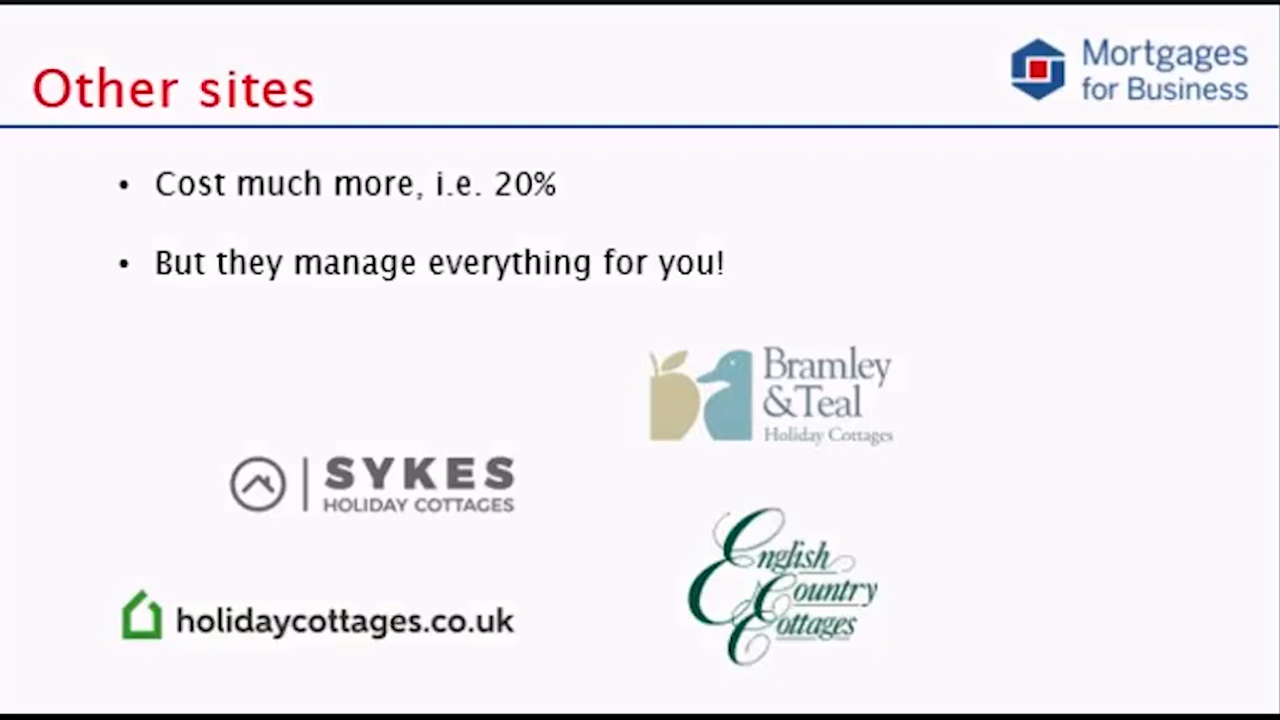 Other sites
Mortgages
for Business
• Cost much more, i.e. 20%
• But they manage everything for you!
Bramley
& Teal
Holiday Cottages
SYKES
HOLIDAY COTTAGES
English
Country
Cottages
holidaycottages.co.uk